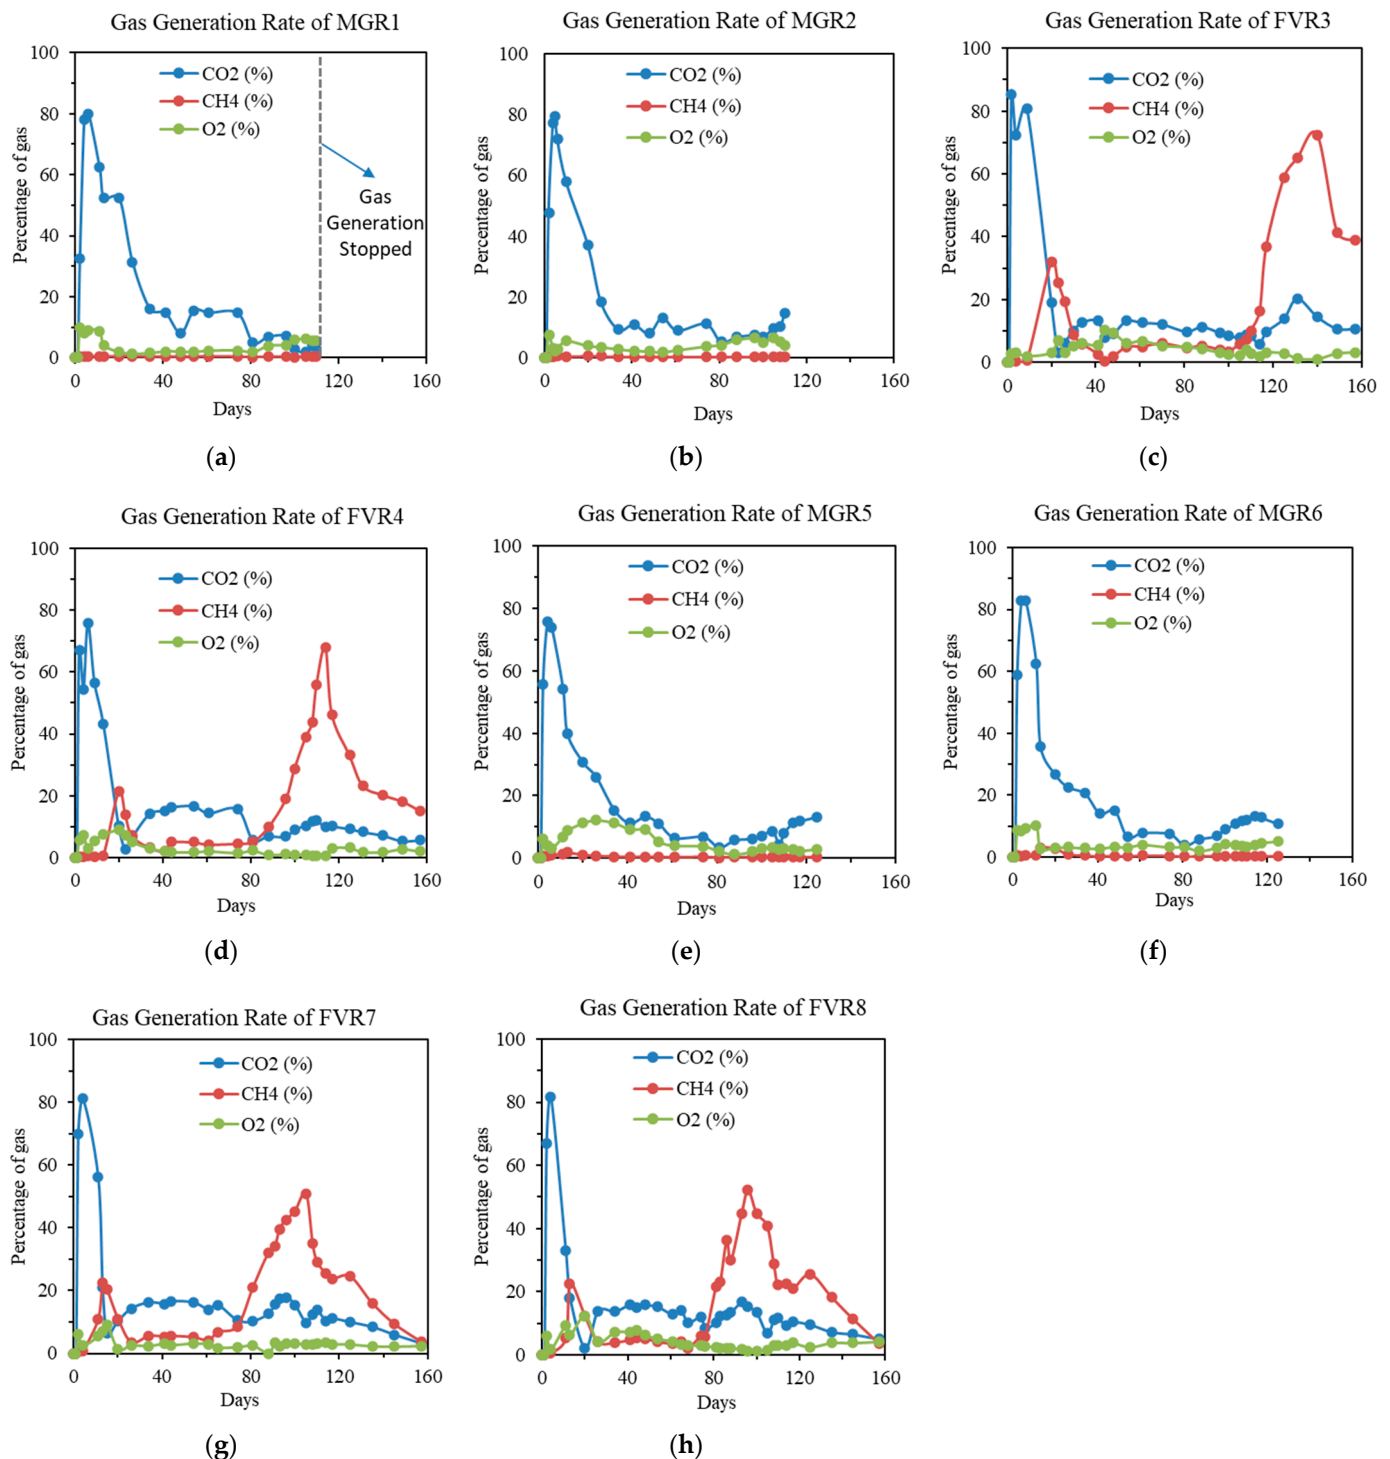 Gas Generation Rate of MGR1
100
80
60
40
20
0
Percentage of gas
CO2 (%)
CH4 (%)
O2 (%)
Gas
Generation
Stopped
0 40 80 120 160
Days
(a)
Gas Generation Rate of MGR2
100
80
60
40
20
0
Percentage of gas
CO2 (%)
CH4 (%)
O2 (%)
0 40 80 120 160
Days
(b)
Gas Generation Rate of FVR3
100
80
60
40
20
0
Percentage of gas
CO2 (%)
CH4 (%)
O2 (%)
0 40 80 120 160
Days
(c)
Gas Generation Rate of FVR4
100
80
60
40
20
0
Percentage of gas
CO2 (%)
CH4 (%)
O2 (%)
0 40 80 120 160
Days
(d)
Gas Generation Rate of MGR5
100
80
60
40
20
0
Percentage of gas
CO2 (%)
CH4 (%)
O2 (%)
0 40 80 120 160
Days
(e)
Gas Generation Rate of MGR6
100
80
60
40
20
0
Percentage of gas
CO2 (%)
CH4 (%)
O2 (%)
0 40 80 120 160
Days
(f)
Gas Generation Rate of FVR7
100
80
60
40
20
0
Percentage of gas
CO2 (%)
CH4 (%)
O2 (%)
0 40 80 120 160
Days
(g)
Gas Generation Rate of FVR8
100
80
60
40
20
0
Percentage of gas
CO2 (%)
CH4 (%)
O2 (%)
0 40 80 120 160
Days
(h)